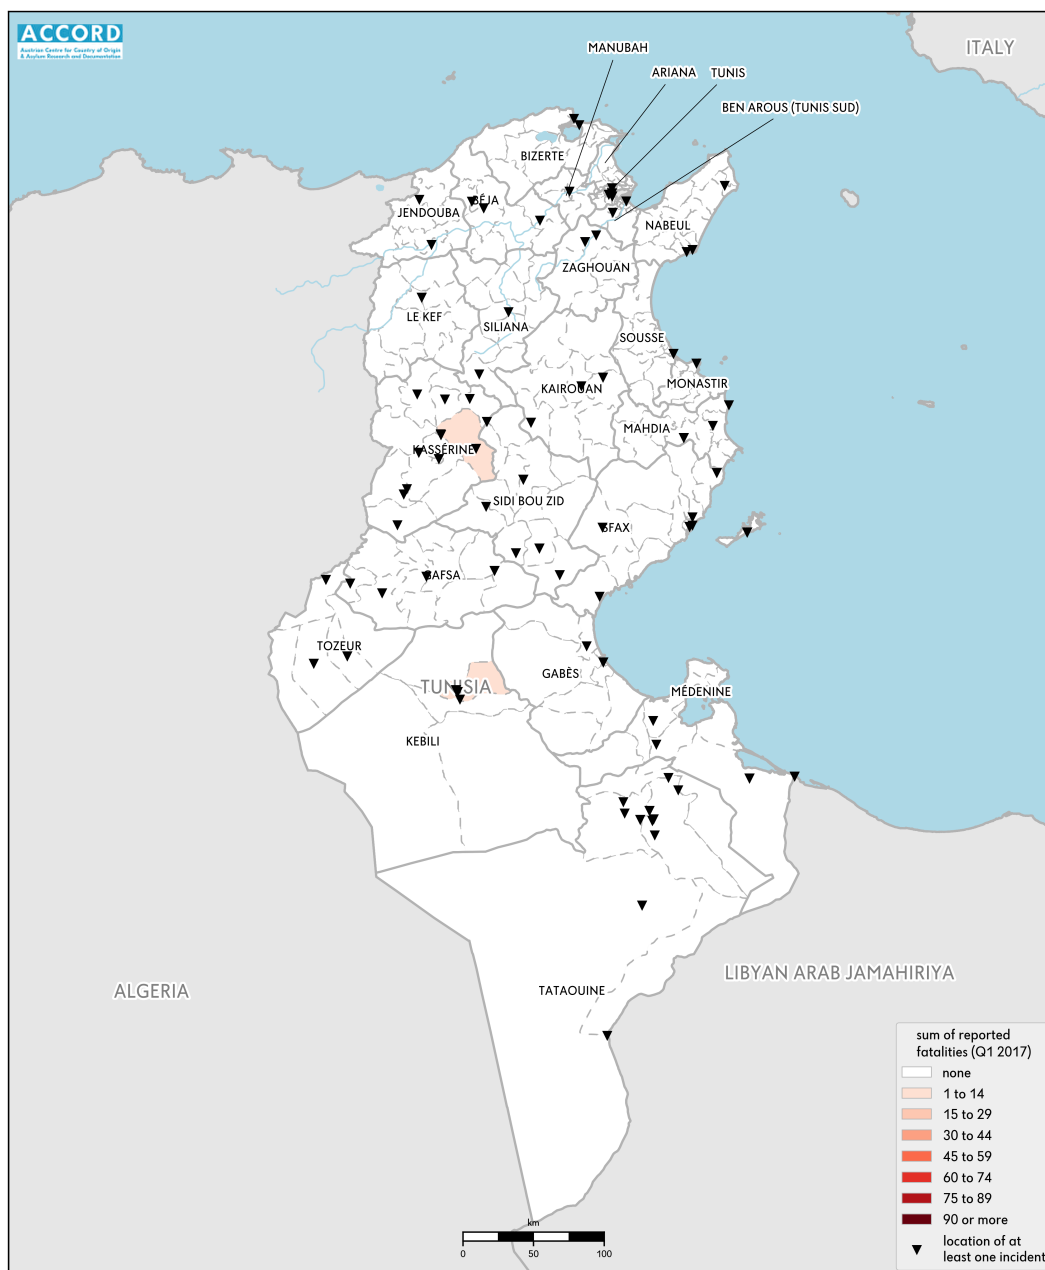 ACCORD
Austrian Centre for Country of Origin
& Asylum Research and Documentation
ITALY
MANUBAH
ARIANA
TUNIS
BEN AROUS (TUNIS SUD)
BIZERTE
BÉJA
JENDOUBA
NABEUL
ZAGHOUAN
LE KEF
SILIANA
SOUSSE
MONASTIR
KAIROUAN
MAHDIA
KASSÉRINE
SIDI BOU ZID
SFAX
GAFSA
TOZEUR
GABÈS
TUNISIA
MÉDENINE
KEBILI
LIBYAN ARAB JAMAHIRIYA
ALGERIA
TATAOUINE
sum of reported
fatalities (Q1 2017)
none
1 to 14
15 to 29
30 to 44
45 to 59
60 to 74
75 to 89
90 or more
location of at
least one incident
km
0 50 100